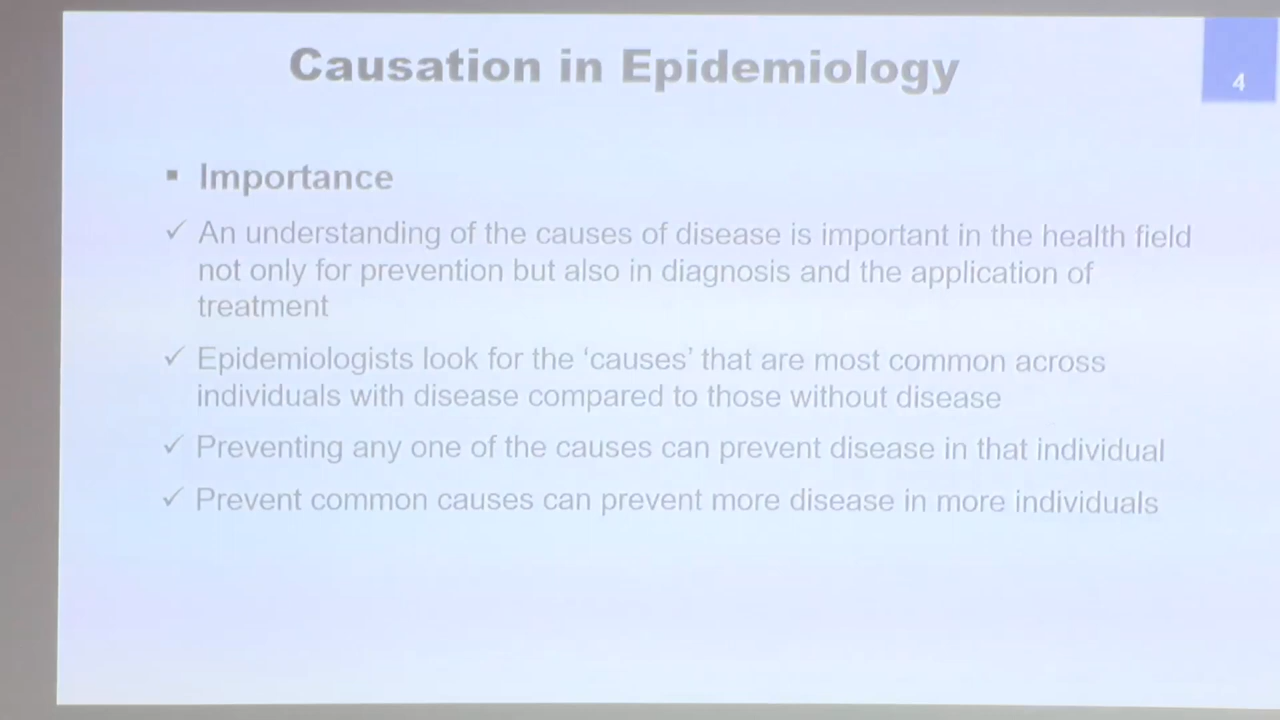 Causation in Epidemiology
4
▪ Importance
✓ An understanding of the causes of disease is important in the health field
not only for prevention but also in diagnosis and the application of
treatment
✓ Epidemiologists look for the ‘causes’ that are most common across
individuals with disease compared to those without disease
✓ Preventing any one of the causes can prevent disease in that individual
✓ Prevent common causes can prevent more disease in more individuals